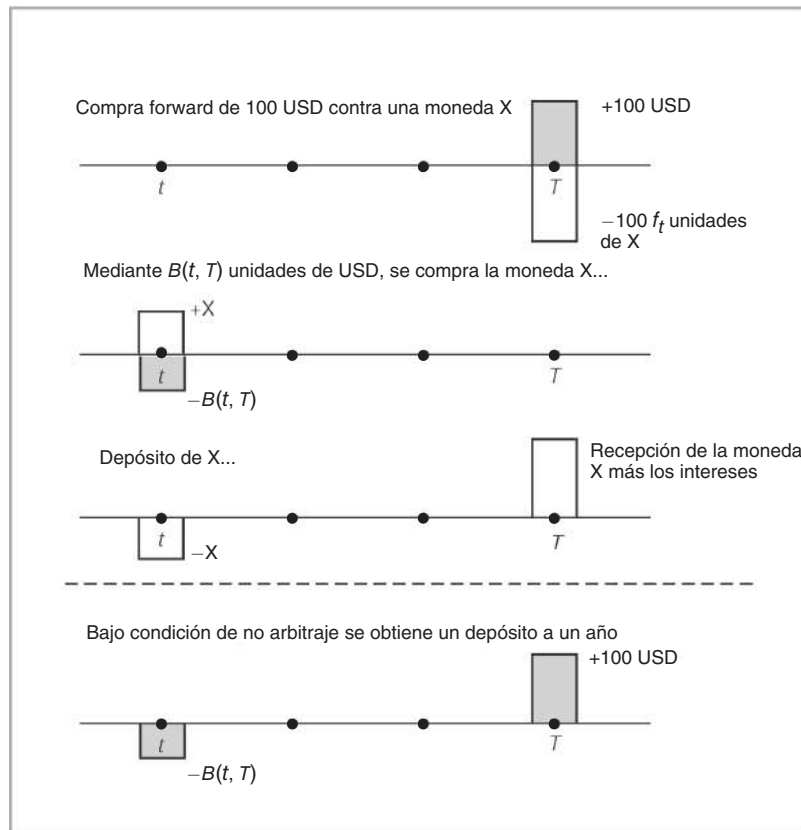 Compra forward de 100 USD contra una moneda X
+100 USD
t
T
−100 f_t unidades
de X
Mediante B(t, T) unidades de USD, se compra la moneda X...
+X
t
T
−B(t, T)
Depósito de X...
Recepción de la moneda
X más los intereses
t
T
−X
Bajo condición de no arbitraje se obtiene un depósito a un año
+100 USD
t
T
−B(t, T)